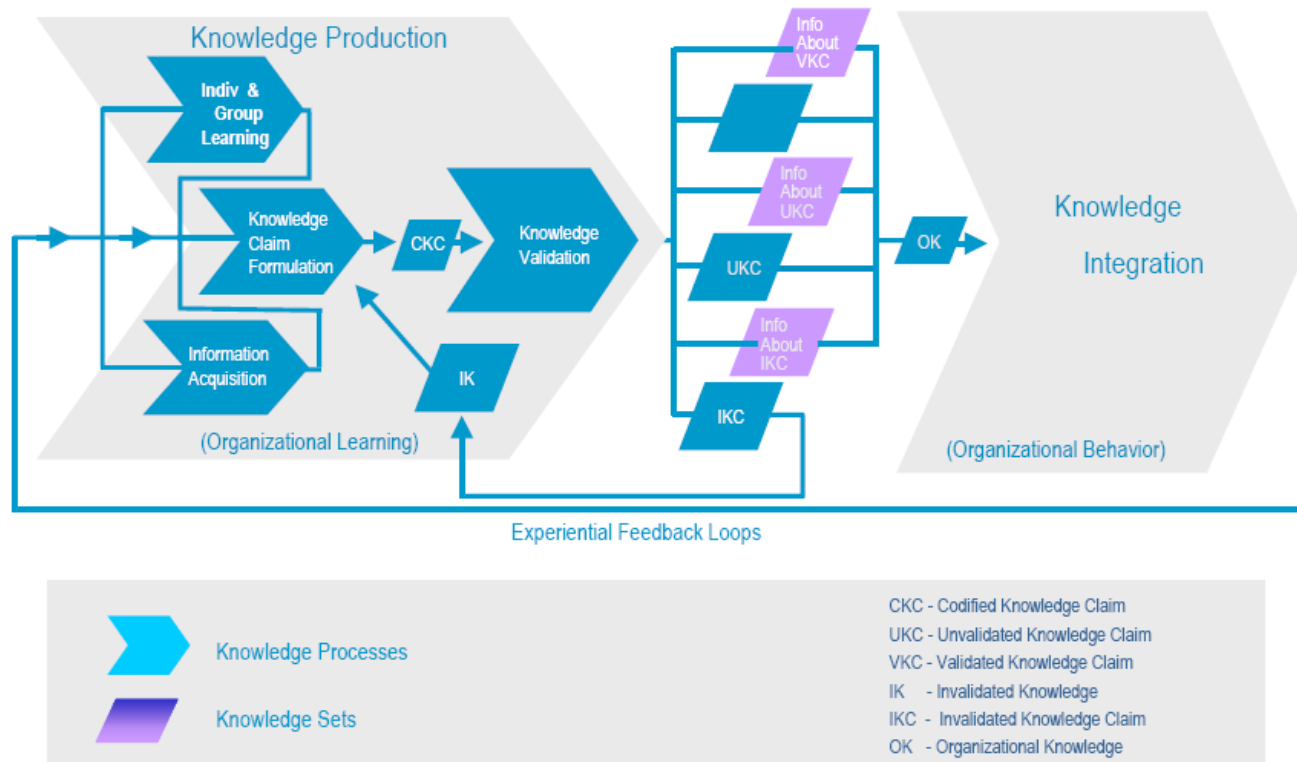 Knowledge Production
Indiv &
Group
Learning
Knowledge
Claim
Formulation
Information
Acquisition
CKC
Knowledge
Validation
IK
(Organizational Learning)
Info
About
VKC
Info
About
UKC
UKC
Info
About
IKC
IKC
OK
Knowledge
Integration
(Organizational Behavior)
Experiential Feedback Loops
Knowledge Processes
Knowledge Sets
CKC - Codified Knowledge Claim
UKC - Unvalidated Knowledge Claim
VKC - Validated Knowledge Claim
IK - Invalidated Knowledge
IKC - Invalidated Knowledge Claim
OK - Organizational Knowledge